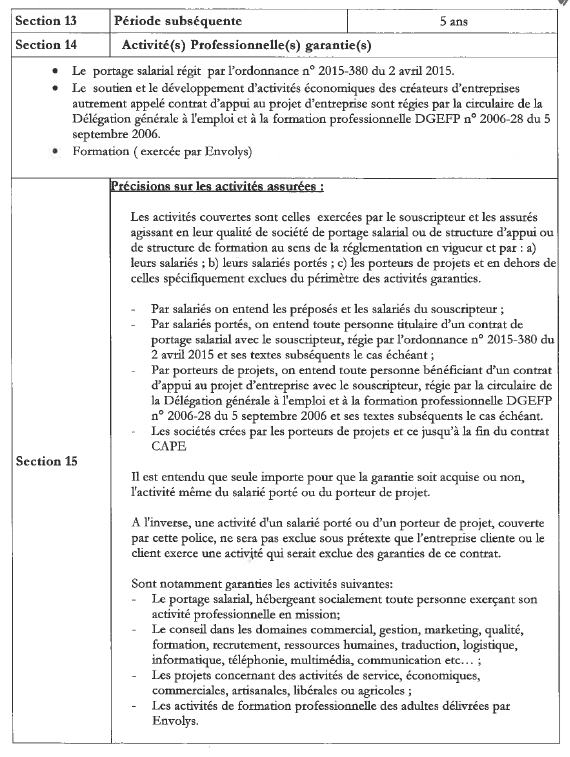 Section 13 Période subséquente 5 ans
Section 14 Activité(s) Professionnelle(s) garantie(s)
• Le portage salarial régit par l'ordonnance n° 2015-380 du 2 avril 2015.
• Le soutien et le développement d'activités économiques des créateurs d'entreprises
autrement appelé contrat d'appui au projet d'entreprise sont régies par la circulaire de la
Délégation générale à l'emploi et à la formation professionnelle DGEFP n° 2006-28 du 5
septembre 2006.
• Formation ( exercée par Envolys)
Section 15
Précisions sur les activités assurées :
Les activités couvertes sont celles exercées par le souscripteur et les assurés
agissant en leur qualité de société de portage salarial ou de structure d'appui ou
de structure de formation au sens de la réglementation en vigueur et par : a)
leurs salariés ; b) leurs salariés portés ; c) les porteurs de projets et en dehors de
celles spécifiquement exclues du périmètre des activités garanties.
- Par salariés on entend les préposés et les salariés du souscripteur ;
- Par salariés portés, on entend toute personne titulaire d'un contrat de
portage salarial avec le souscripteur, régie par l'ordonnance n° 2015-380 du
2 avril 2015 et ses textes subséquents le cas échéant ;
- Par porteurs de projets, on entend toute personne bénéficiant d'un contrat
d'appui au projet d'entreprise avec le souscripteur, régie par la circulaire de
la Délégation générale à l'emploi et à la formation professionnelle DGEFP
n° 2006-28 du 5 septembre 2006 et ses textes subséquents le cas échéant.
- Les sociétés crées par les porteurs de projets et ce jusqu'à la fin du contrat
CAPE
Il est entendu que seule importe pour que la garantie soit acquise ou non,
l'activité même du salarié porté ou du porteur de projet.
A l'inverse, une activité d'un salarié porté ou d'un porteur de projet, couverte
par cette police, ne sera pas exclue sous prétexte que l'entreprise cliente ou le
client exerce une activité qui serait exclue des garanties de ce contrat.
Sont notamment garanties les activités suivantes:
- Le portage salarial, hébergeant socialement toute personne exerçant son
activité professionnelle en mission;
- Le conseil dans les domaines commercial, gestion, marketing, qualité,
formation, recrutement, ressources humaines, traduction, logistique,
informatique, téléphonie, multimédia, communication etc... ;
- Les projets concernant des activités de service, économiques,
commerciales, artisanales, libérales ou agricoles ;
- Les activités de formation professionnelle des adultes délivrées par
Envolys.